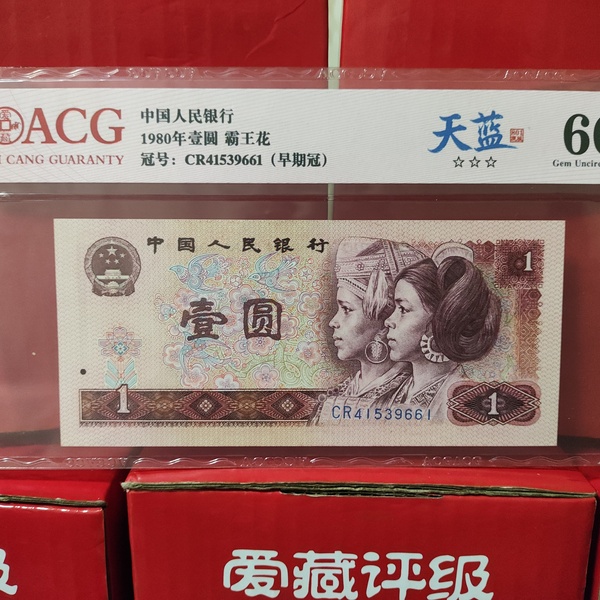 ACG
I CANG GUARANTY
中国人民银行
1980年壹圆 霸王花
冠号：CR41539661（早期冠）
天蓝
☆☆☆
Gem Uncirc
中国人民银行
1
壹圆
1
CR41539661
1
爱藏评级